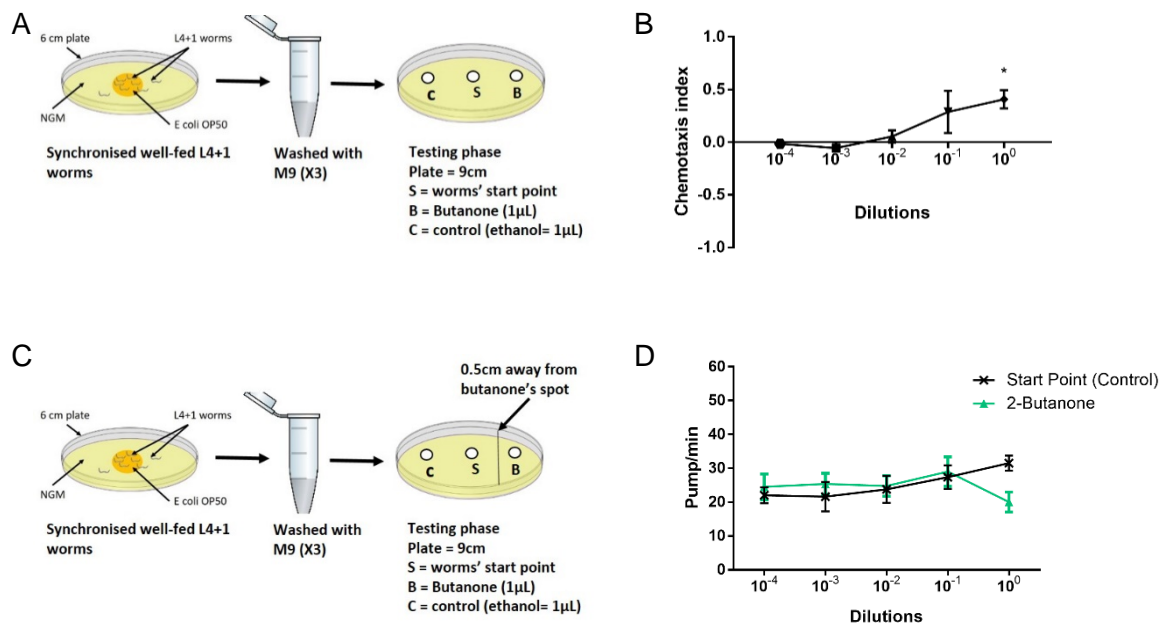 A
6 cm plate
L4+1 worms
NGM
E coli OP50
Synchronised well-fed L4+1
worms
Washed with
M9 (X3)
C S B
Testing phase
Plate = 9cm
S = worms' start point
B = Butanone (1µL)
C = control (ethanol= 1µL)
B
Chemotaxis index
1.0
0.5
0.0
-0.5
-1.0
*
10-4 10-3 10-2 10-1 100
Dilutions
C
0.5cm away from
butanone's spot
6 cm plate
L4+1 worms
NGM
E coli OP50
Synchronised well-fed L4+1
worms
Washed with
M9 (X3)
C S B
Testing phase
Plate = 9cm
S = worms' start point
B = Butanone (1µL)
C = control (ethanol= 1µL)
D
Pump/min
60
50
40
30
20
10
0
10-4 10-3 10-2 10-1 100
Dilutions
Start Point (Control)
2-Butanone